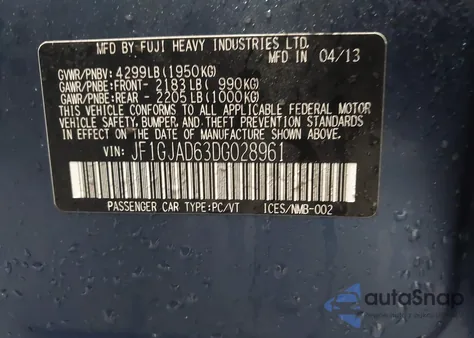 MFD BY FUJI HEAVY INDUSTRIES LTD.
MFD IN 04/13
GVWR/PNBV: 4299LB(1950KG)
GAWR/PNBE:FRONT- 2183LB( 990KG)
GAWR/PNBE:REAR - 2205LB(1000KG)
THIS VEHICLE CONFORMS TO ALL APPLICABLE FEDERAL MOTOR
VEHICLE SAFETY,BUMPER, AND THEFT PREVENTION STANDARDS
IN EFFECT ON THE DATE OF MANUFACTURE SHOWN ABOVE.
VIN: JF1GJAD63DG028961
PASSENGER CAR TYPE:PC/VT ICES/NMB-002
autoSnap